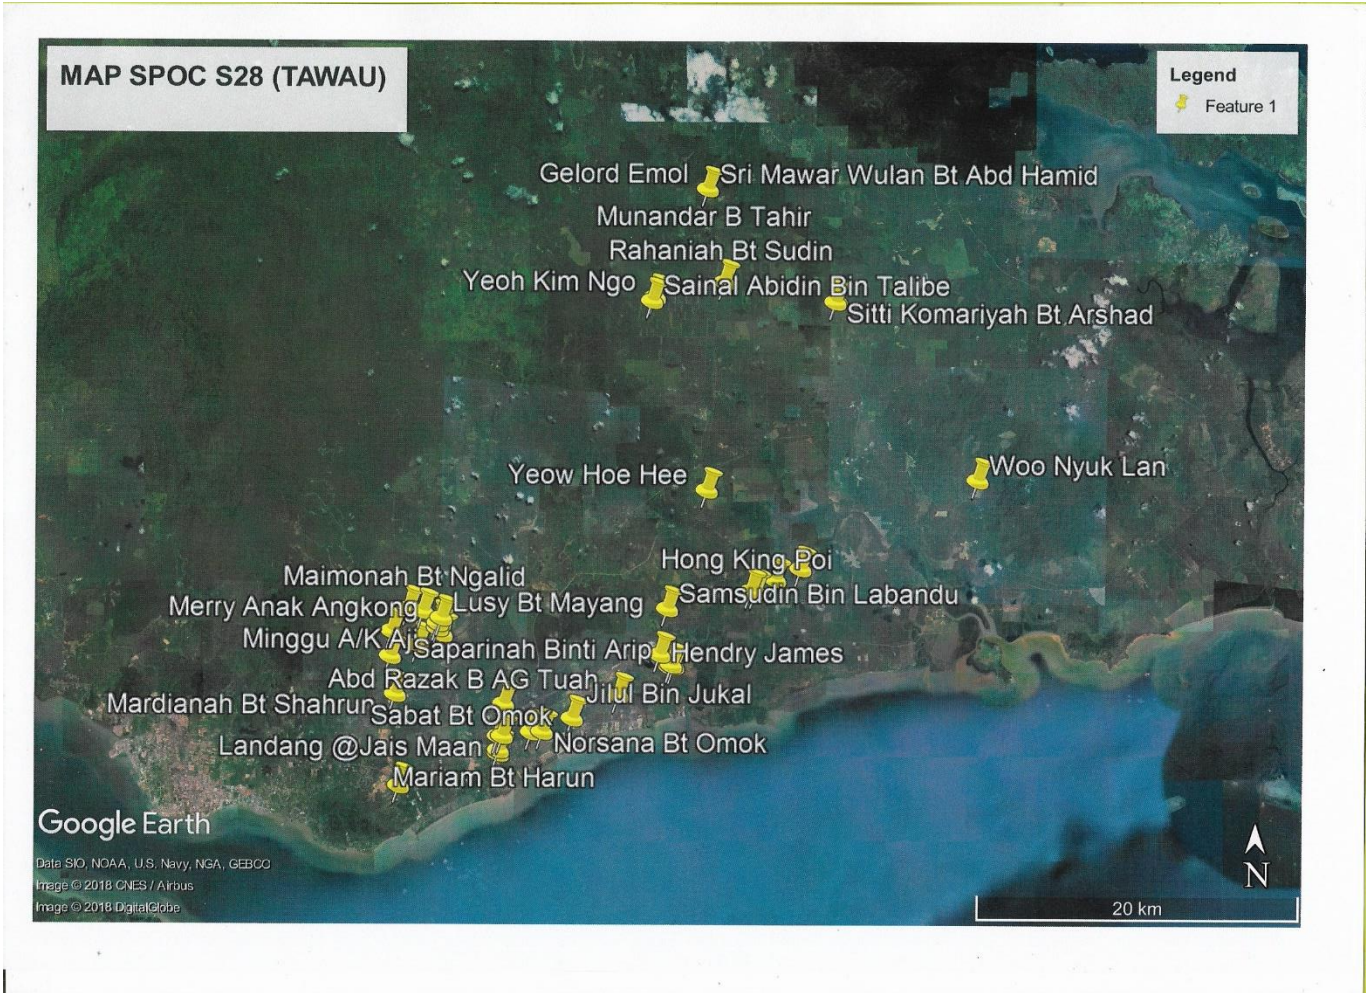 MAP SPOC S28 (TAWAU)
Legend
Feature 1
Gelord Emol
Sri Mawar Wulan Bt Abd Hamid
Munandar B Tahir
Rahaniah Bt Sudin
Yeoh Kim Ngo
Sainal Abidin Bin Talibe
Sitti Komariyah Bt Arshad
Yeow Hoe Hee
Woo Nyuk Lan
Hong King Poi
Maimonah Bt Ngalid
Samsudin Bin Labandu
Merry Anak Angkong
Lusy Bt Mayang
Minggu A/K Aji
Saparinah Binti Arip
Hendry James
Abd Razak B AG Tuah
Jilul Bin Jukal
Mardianah Bt Shahrun
Sabat Bt Omok
Landang @Jais Maan
Norsana Bt Omok
Mariam Bt Harun
Google Earth
Data SIO, NOAA, U.S. Navy, NGA, GEBCO
Image © 2018 CNES / Airbus
Image © 2018 DigitalGlobe
N
20 km